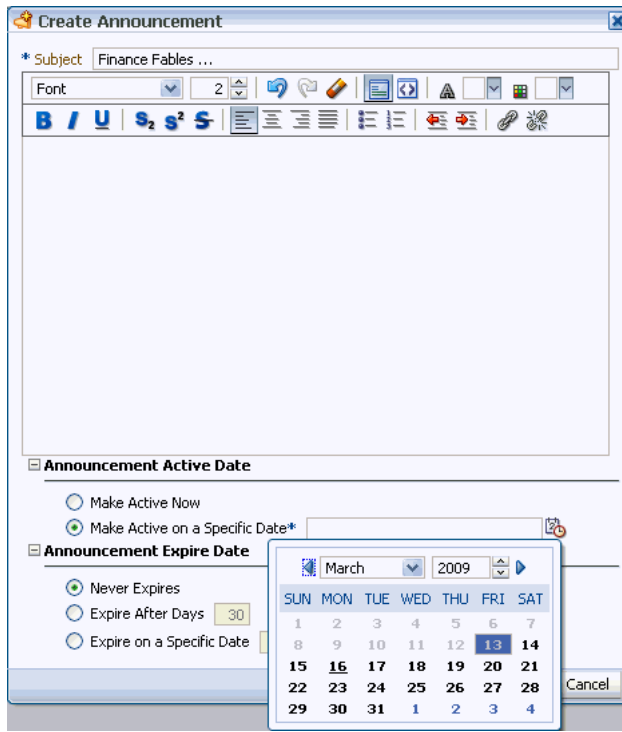 Create Announcement
* Subject Finance Fables ...
Font 2
B I U S2 S2 S
Announcement Active Date
Make Active Now
Make Active on a Specific Date*
Announcement Expire Date
March 2009
Never Expires
SUN MON TUE WED THU FRI SAT
Expire After Days 30
1 2 3 4 5 6 7
Expire on a Specific Date
8 9 10 11 12 13 14
15 16 17 18 19 20 21
22 23 24 25 26 27 28
Cancel
29 30 31 1 2 3 4